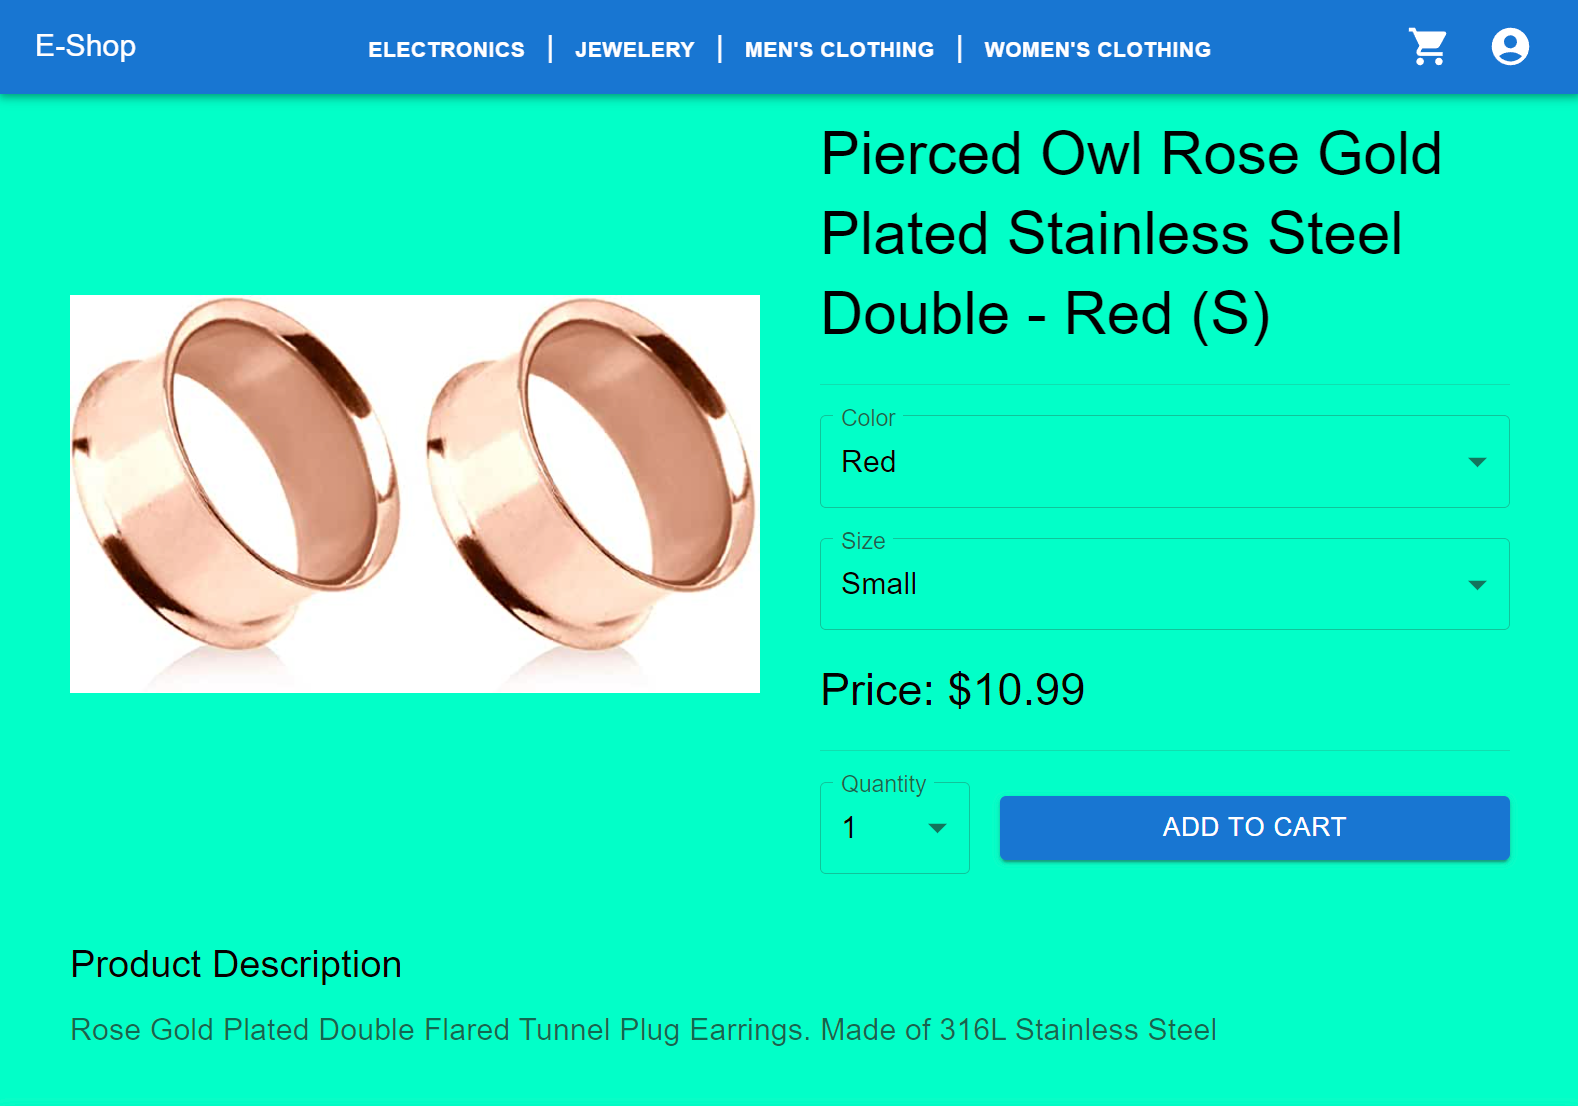 E-Shop
ELECTRONICS | JEWELERY | MEN'S CLOTHING | WOMEN'S CLOTHING
Pierced Owl Rose Gold
Plated Stainless Steel
Double - Red (S)
Color
Red
Size
Small
Price: $10.99
Quantity
1
ADD TO CART
Product Description
Rose Gold Plated Double Flared Tunnel Plug Earrings. Made of 316L Stainless Steel